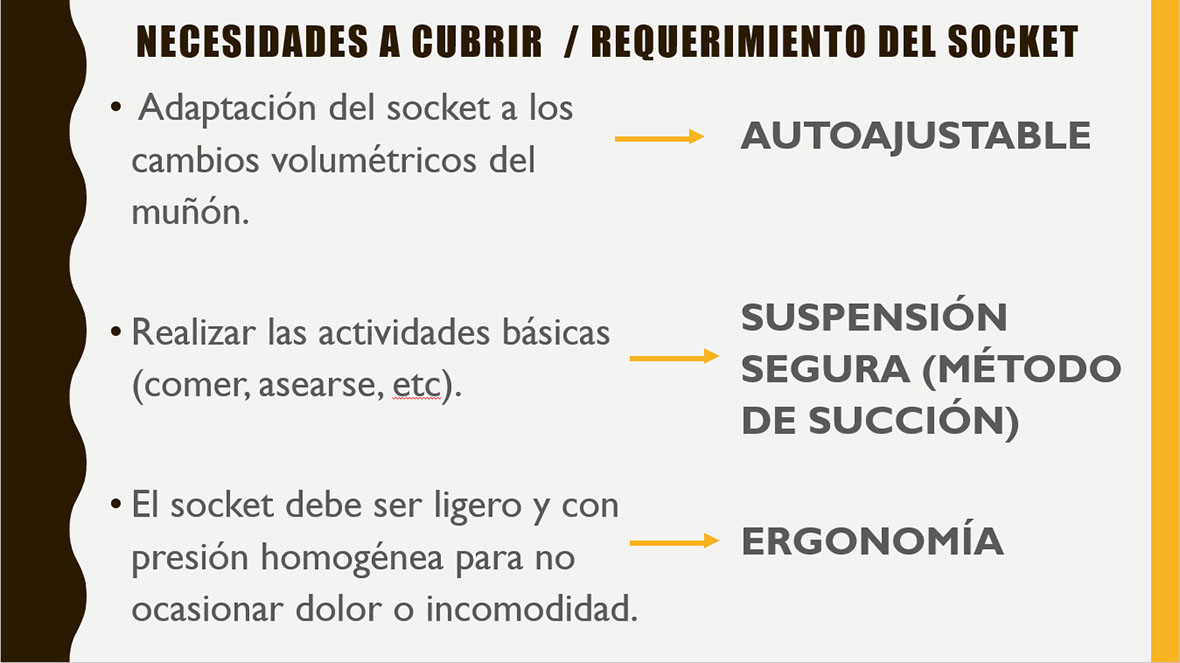 NECESIDADES A CUBRIR / REQUERIMIENTO DEL SOCKET
• Adaptación del socket a los
cambios volumétricos del
muñón.
AUTOAJUSTABLE
• Realizar las actividades básicas
(comer, asearse, etc).
SUSPENSIÓN
SEGURA (MÉTODO
DE SUCCIÓN)
• El socket debe ser ligero y con
presión homogénea para no
ocasionar dolor o incomodidad.
ERGONOMÍA